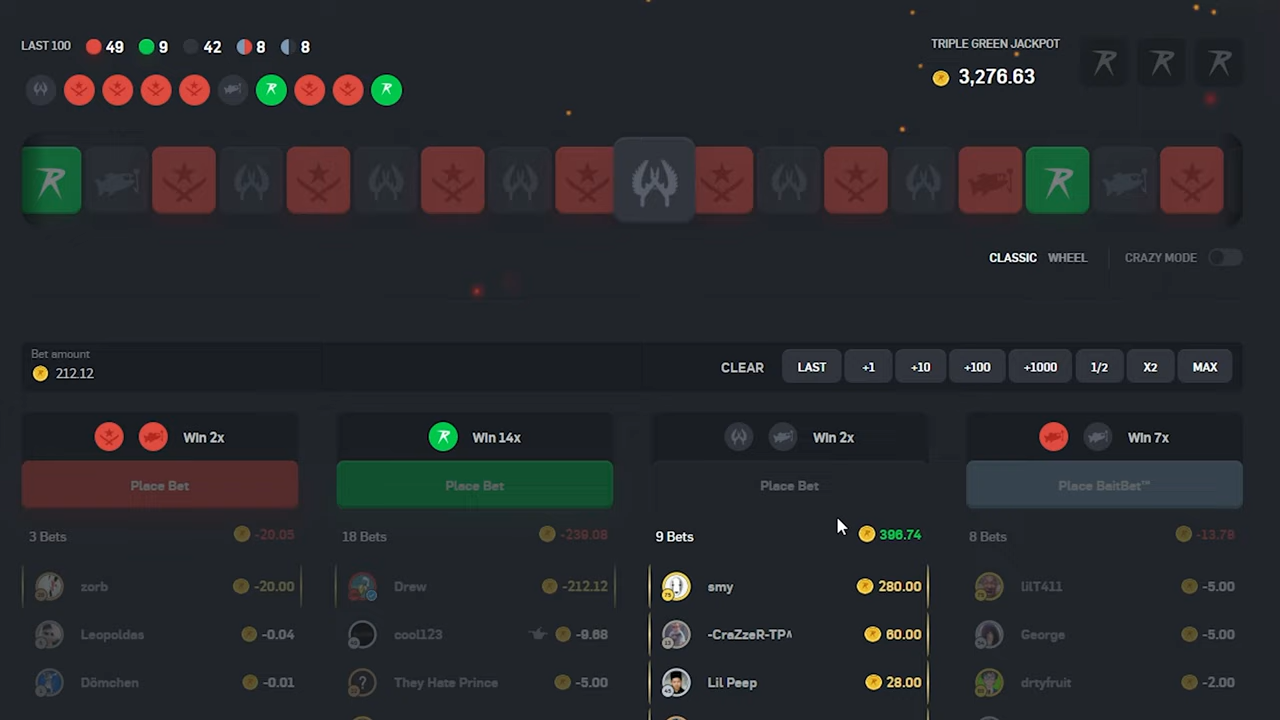 LAST 100 49 9 42 8 8
TRIPLE GREEN JACKPOT
3,276.63
CLASSIC WHEEL CRAZY MODE
Bet amount
212.12
CLEAR LAST +1 +10 +100 +1000 1/2 X2 MAX
Win 2x
Win 14x
Win 2x
Win 7x
Place Bet
Place Bet
Place Bet
Place BaitBet™
3 Bets -20.05
18 Bets -239.08
9 Bets 396.74
8 Bets -13.78
zorb -20.00
Drew -212.12
smy 280.00
lilT411 -5.00
Leopoldas -0.04
cool123 -9.68
-CraZzeR-TP^ 60.00
George -5.00
Dömchen -0.01
They Hate Prince -5.00
Lil Peep 28.00
drtyfruit -2.00